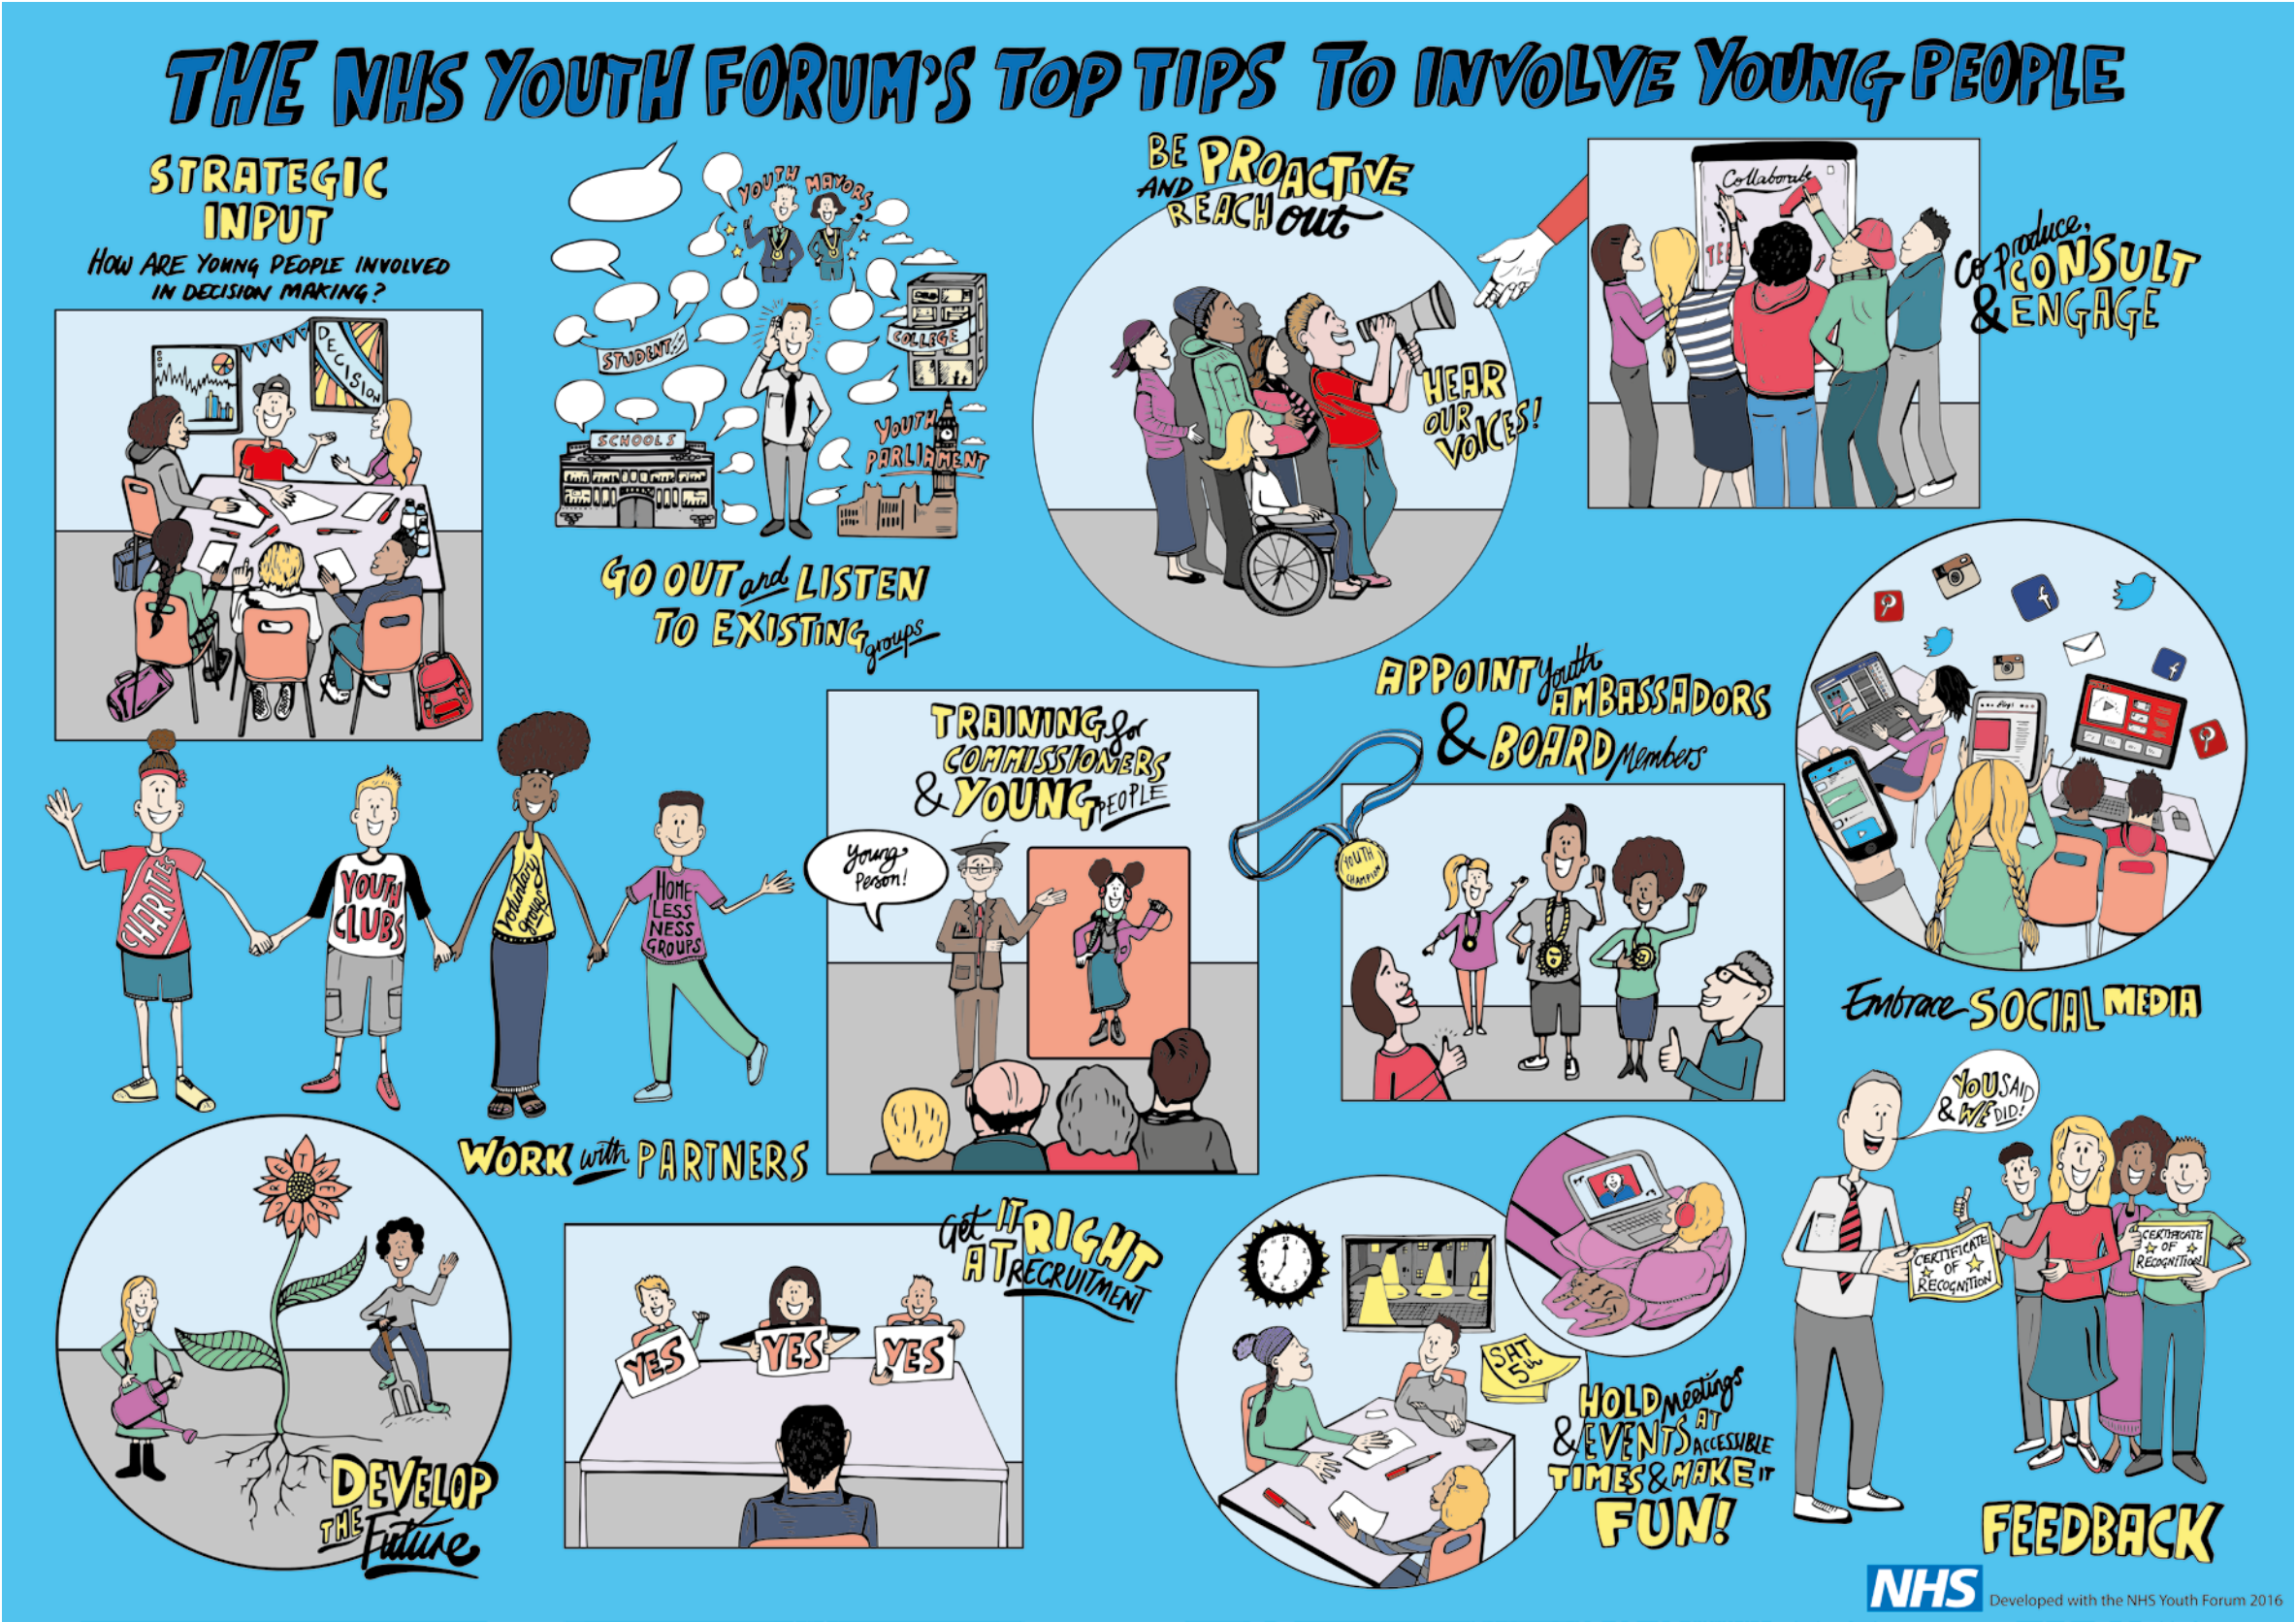 THE NHS YOUTH FORUM'S TOP TIPS TO INVOLVE YOUNG PEOPLE
STRATEGIC
INPUT
HOW ARE YOUNG PEOPLE INVOLVED
IN DECISION MAKING?
DECISION
YOUTH MAYORS
STUDENTS
COLLEGE
SCHOOLS
YOUTH
PARLIAMENT
GO OUT and LISTEN
TO EXISTING groups
BE PROACTIVE
AND REACH out
HEAR
OUR
VOICES!
Collaborate
Co produce,
CONSULT
& ENGAGE
CHARITIES
YOUTH
CLUBS
Voluntary
groups
HOME
LESS
NESS
GROUPS
WORK with PARTNERS
TRAINING for
COMMISSIONERS
& YOUNG PEOPLE
Young
Person!
APPOINT Youth
AMBASSADORS
& BOARD Members
YOUTH
CHAMPION
Blog!
Embrace SOCIAL MEDIA
THE FUTURE
DEVELOP
THE Future
Get IT RIGHT
AT RECRUITMENT
YES
YES
YES
SAT
5th
HOLD Meetings
& EVENTS AT ACCESSIBLE
TIMES & MAKE IT
FUN!
YOU SAID
& WE DID!
CERTIFICATE
OF
RECOGNITION
CERTIFICATE
OF
RECOGNITION
FEEDBACK
NHS
Developed with the NHS Youth Forum 2016